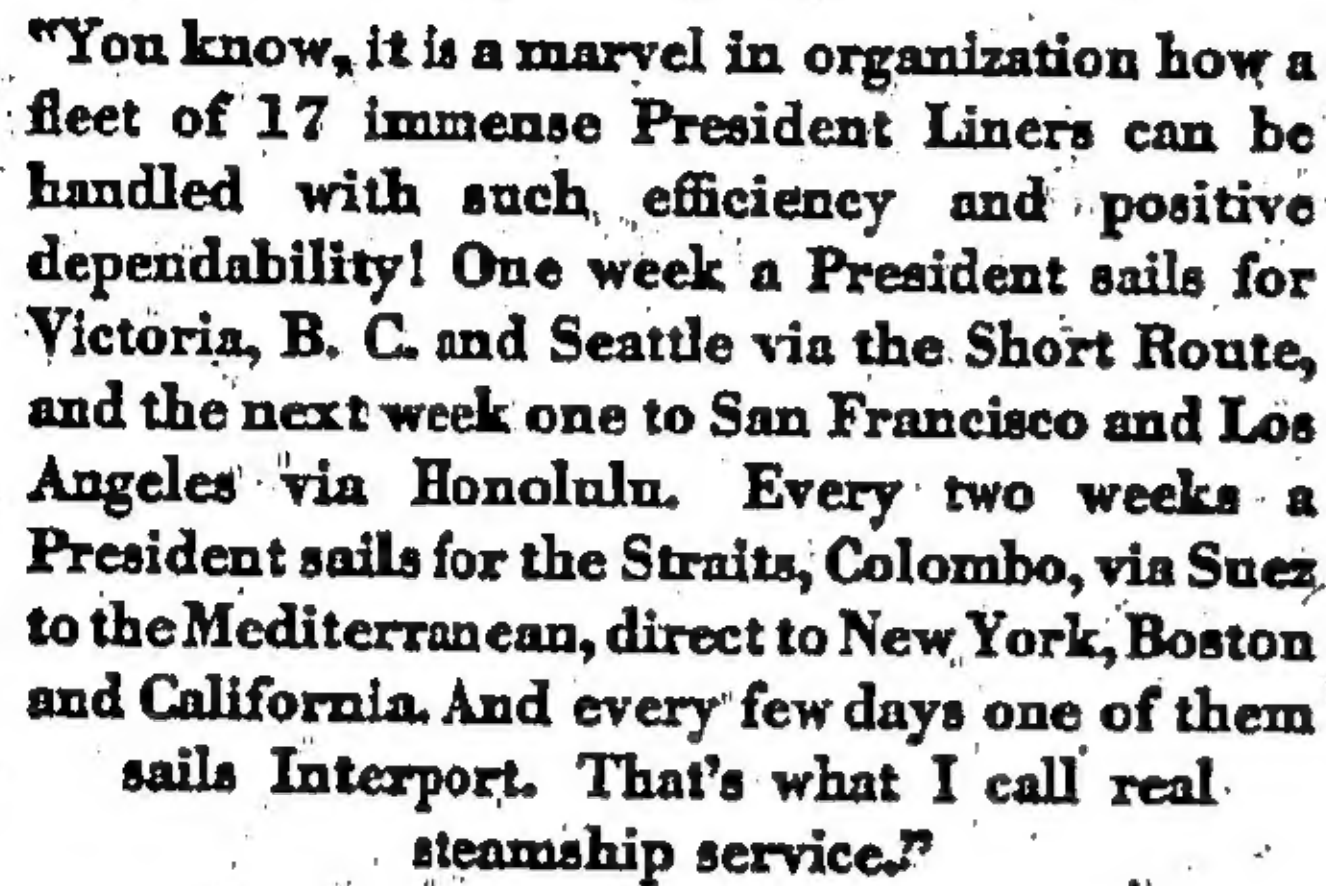 "You know, it is a marvel in organization how a
fleet of 17 immense President Liners can be
handled with such efficiency and positive
dependability! One week a President sails for
Victoria, B. C. and Seattle via the Short Route,
and the next week one to San Francisco and Los
Angeles via Honolulu. Every two weeks a
President sails for the Straits, Colombo, via Suez
to the Mediterranean, direct to New York, Boston
and California. And every few days one of them
sails Interport. That's what I call real
steamship service."